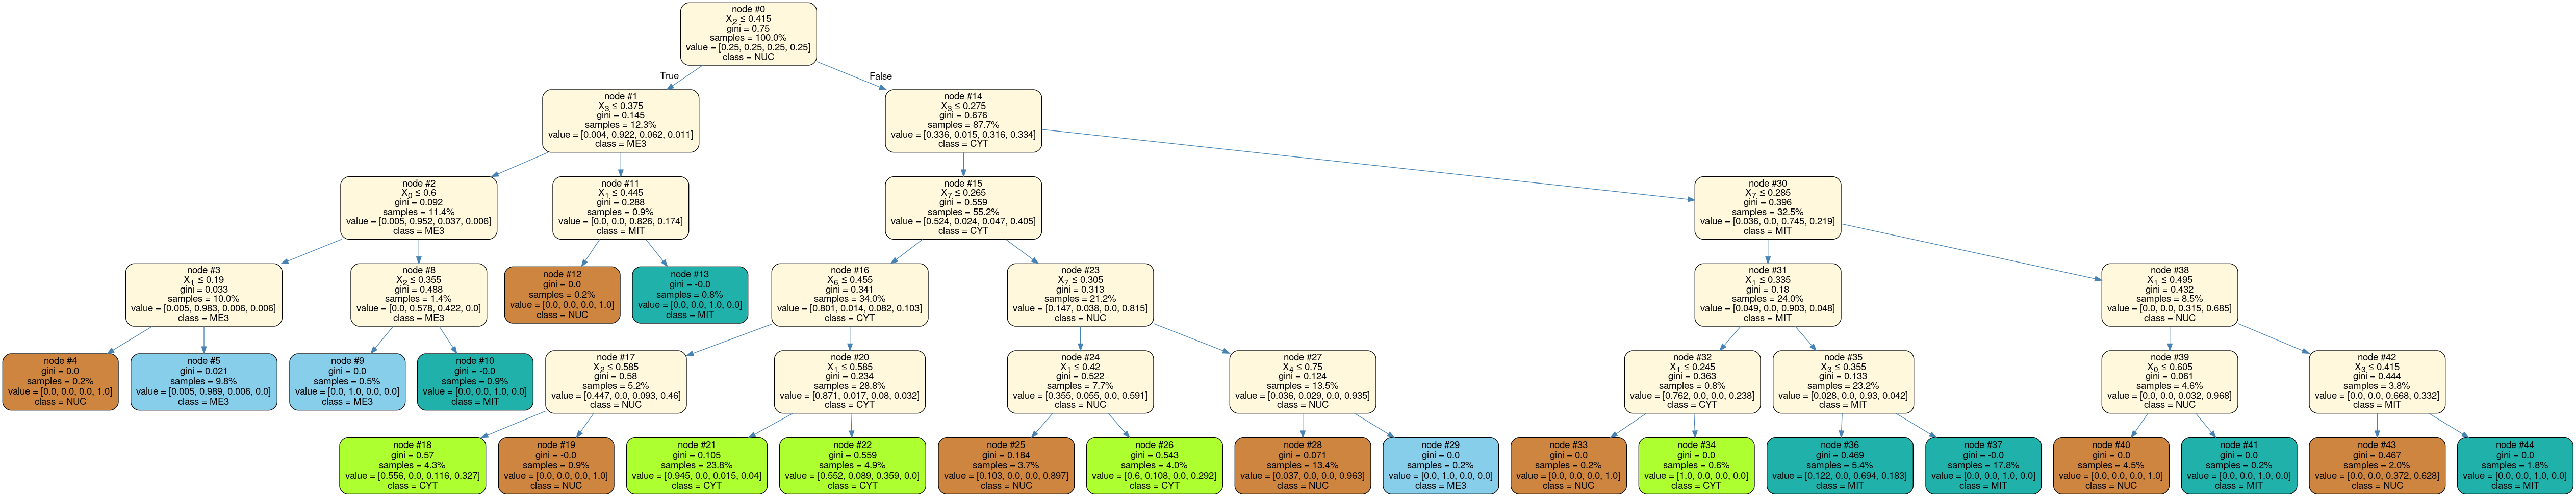 node #0
X2 ≤ 0.415
gini = 0.75
samples = 100.0%
value = [0.25, 0.25, 0.25, 0.25]
class = NUC
True
False
node #1
X3 ≤ 0.375
gini = 0.145
samples = 12.3%
value = [0.004, 0.922, 0.062, 0.011]
class = ME3
node #14
X3 ≤ 0.275
gini = 0.676
samples = 87.7%
value = [0.336, 0.015, 0.316, 0.334]
class = CYT
node #2
X0 ≤ 0.6
gini = 0.092
samples = 11.4%
value = [0.005, 0.952, 0.037, 0.006]
class = ME3
node #11
X1 ≤ 0.445
gini = 0.288
samples = 0.9%
value = [0.0, 0.0, 0.826, 0.174]
class = MIT
node #15
X7 ≤ 0.265
gini = 0.559
samples = 55.2%
value = [0.524, 0.024, 0.047, 0.405]
class = CYT
node #30
X7 ≤ 0.285
gini = 0.396
samples = 32.5%
value = [0.036, 0.0, 0.745, 0.219]
class = MIT
node #3
X1 ≤ 0.19
gini = 0.033
samples = 10.0%
value = [0.005, 0.983, 0.006, 0.006]
class = ME3
node #8
X2 ≤ 0.355
gini = 0.488
samples = 1.4%
value = [0.0, 0.578, 0.422, 0.0]
class = ME3
node #12
gini = 0.0
samples = 0.2%
value = [0.0, 0.0, 0.0, 1.0]
class = NUC
node #13
gini = -0.0
samples = 0.8%
value = [0.0, 0.0, 1.0, 0.0]
class = MIT
node #16
X6 ≤ 0.455
gini = 0.341
samples = 34.0%
value = [0.801, 0.014, 0.082, 0.103]
class = CYT
node #23
X7 ≤ 0.305
gini = 0.313
samples = 21.2%
value = [0.147, 0.038, 0.0, 0.815]
class = NUC
node #31
X1 ≤ 0.335
gini = 0.18
samples = 24.0%
value = [0.049, 0.0, 0.903, 0.048]
class = MIT
node #38
X1 ≤ 0.495
gini = 0.432
samples = 8.5%
value = [0.0, 0.0, 0.315, 0.685]
class = NUC
node #4
gini = 0.0
samples = 0.2%
value = [0.0, 0.0, 0.0, 1.0]
class = NUC
node #5
gini = 0.021
samples = 9.8%
value = [0.005, 0.989, 0.006, 0.0]
class = ME3
node #9
gini = 0.0
samples = 0.5%
value = [0.0, 1.0, 0.0, 0.0]
class = ME3
node #10
gini = -0.0
samples = 0.9%
value = [0.0, 0.0, 1.0, 0.0]
class = MIT
node #17
X2 ≤ 0.585
gini = 0.58
samples = 5.2%
value = [0.447, 0.0, 0.093, 0.46]
class = NUC
node #20
X1 ≤ 0.585
gini = 0.234
samples = 28.8%
value = [0.871, 0.017, 0.08, 0.032]
class = CYT
node #24
X1 ≤ 0.42
gini = 0.522
samples = 7.7%
value = [0.355, 0.055, 0.0, 0.591]
class = NUC
node #27
X4 ≤ 0.75
gini = 0.124
samples = 13.5%
value = [0.036, 0.029, 0.0, 0.935]
class = NUC
node #32
X1 ≤ 0.245
gini = 0.363
samples = 0.8%
value = [0.762, 0.0, 0.0, 0.238]
class = CYT
node #35
X3 ≤ 0.355
gini = 0.133
samples = 23.2%
value = [0.028, 0.0, 0.93, 0.042]
class = MIT
node #39
X0 ≤ 0.605
gini = 0.061
samples = 4.6%
value = [0.0, 0.0, 0.032, 0.968]
class = NUC
node #42
X3 ≤ 0.415
gini = 0.444
samples = 3.8%
value = [0.0, 0.0, 0.668, 0.332]
class = MIT
node #18
gini = 0.57
samples = 4.3%
value = [0.556, 0.0, 0.116, 0.327]
class = CYT
node #19
gini = -0.0
samples = 0.9%
value = [0.0, 0.0, 0.0, 1.0]
class = NUC
node #21
gini = 0.105
samples = 23.8%
value = [0.945, 0.0, 0.015, 0.04]
class = CYT
node #22
gini = 0.559
samples = 4.9%
value = [0.552, 0.089, 0.359, 0.0]
class = CYT
node #25
gini = 0.184
samples = 3.7%
value = [0.103, 0.0, 0.0, 0.897]
class = NUC
node #26
gini = 0.543
samples = 4.0%
value = [0.6, 0.108, 0.0, 0.292]
class = CYT
node #28
gini = 0.071
samples = 13.4%
value = [0.037, 0.0, 0.0, 0.963]
class = NUC
node #29
gini = 0.0
samples = 0.2%
value = [0.0, 1.0, 0.0, 0.0]
class = ME3
node #33
gini = 0.0
samples = 0.2%
value = [0.0, 0.0, 0.0, 1.0]
class = NUC
node #34
gini = 0.0
samples = 0.6%
value = [1.0, 0.0, 0.0, 0.0]
class = CYT
node #36
gini = 0.469
samples = 5.4%
value = [0.122, 0.0, 0.694, 0.183]
class = MIT
node #37
gini = -0.0
samples = 17.8%
value = [0.0, 0.0, 1.0, 0.0]
class = MIT
node #40
gini = 0.0
samples = 4.5%
value = [0.0, 0.0, 0.0, 1.0]
class = NUC
node #41
gini = 0.0
samples = 0.2%
value = [0.0, 0.0, 1.0, 0.0]
class = MIT
node #43
gini = 0.467
samples = 2.0%
value = [0.0, 0.0, 0.372, 0.628]
class = NUC
node #44
gini = 0.0
samples = 1.8%
value = [0.0, 0.0, 1.0, 0.0]
class = MIT